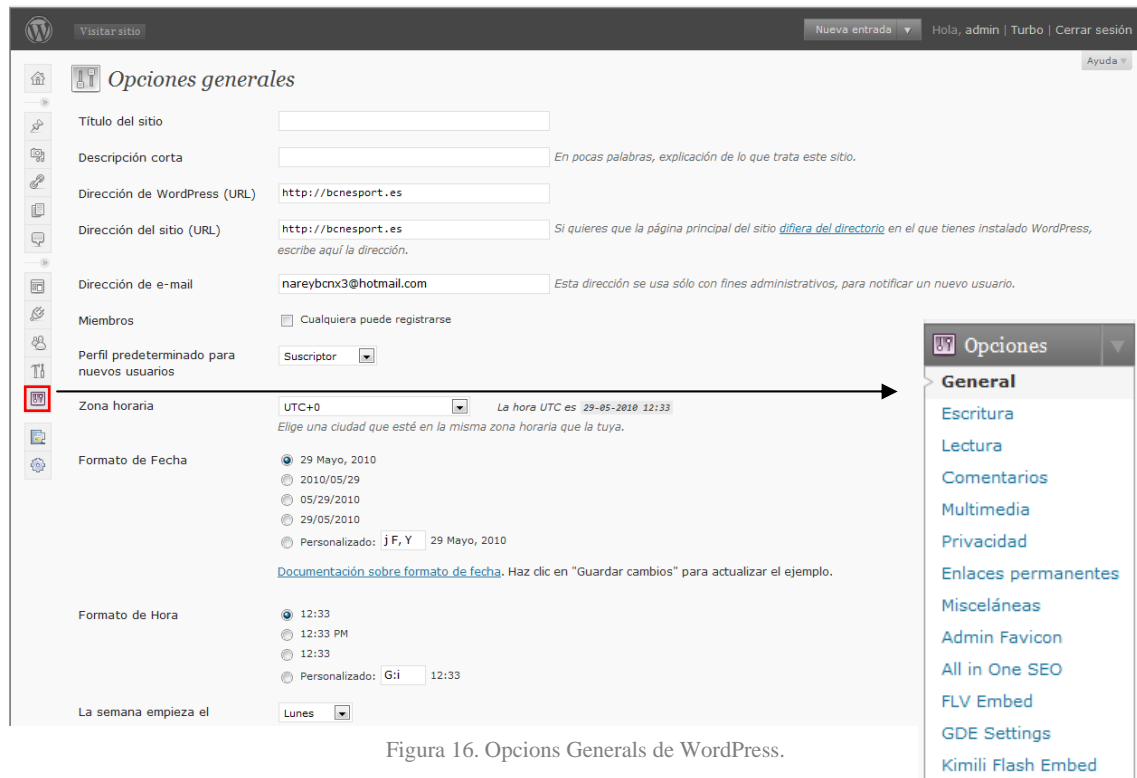 Visitar sitio
Nueva entrada
Hola, admin | Turbo | Cerrar sesión
Ayuda
Opciones generales
Título del sitio
Descripción corta
En pocas palabras, explicación de lo que trata este sitio.
Dirección de WordPress (URL)
http://bcnesport.es
Dirección del sitio (URL)
http://bcnesport.es
Si quieres que la página principal del sitio difiera del directorio en el que tienes instalado WordPress,
escribe aquí la dirección.
Dirección de e-mail
nareybcnx3@hotmail.com
Esta dirección se usa sólo con fines administrativos, para notificar un nuevo usuario.
Miembros
Cualquiera puede registrarse
Perfil predeterminado para
nuevos usuarios
Suscriptor
Zona horaria
UTC+0
La hora UTC es 29-05-2010 12:33
Elige una ciudad que esté en la misma zona horaria que la tuya.
Formato de Fecha
29 Mayo, 2010
2010/05/29
05/29/2010
29/05/2010
Personalizado: j F, Y 29 Mayo, 2010
Documentación sobre formato de fecha. Haz clic en "Guardar cambios" para actualizar el ejemplo.
Formato de Hora
12:33
12:33 PM
12:33
Personalizado: G:i 12:33
La semana empieza el
Lunes
Opciones
General
Escritura
Lectura
Comentarios
Multimedia
Privacidad
Enlaces permanentes
Misceláneas
Admin Favicon
All in One SEO
FLV Embed
GDE Settings
Kimili Flash Embed
Figura 16. Opcions Generals de WordPress.